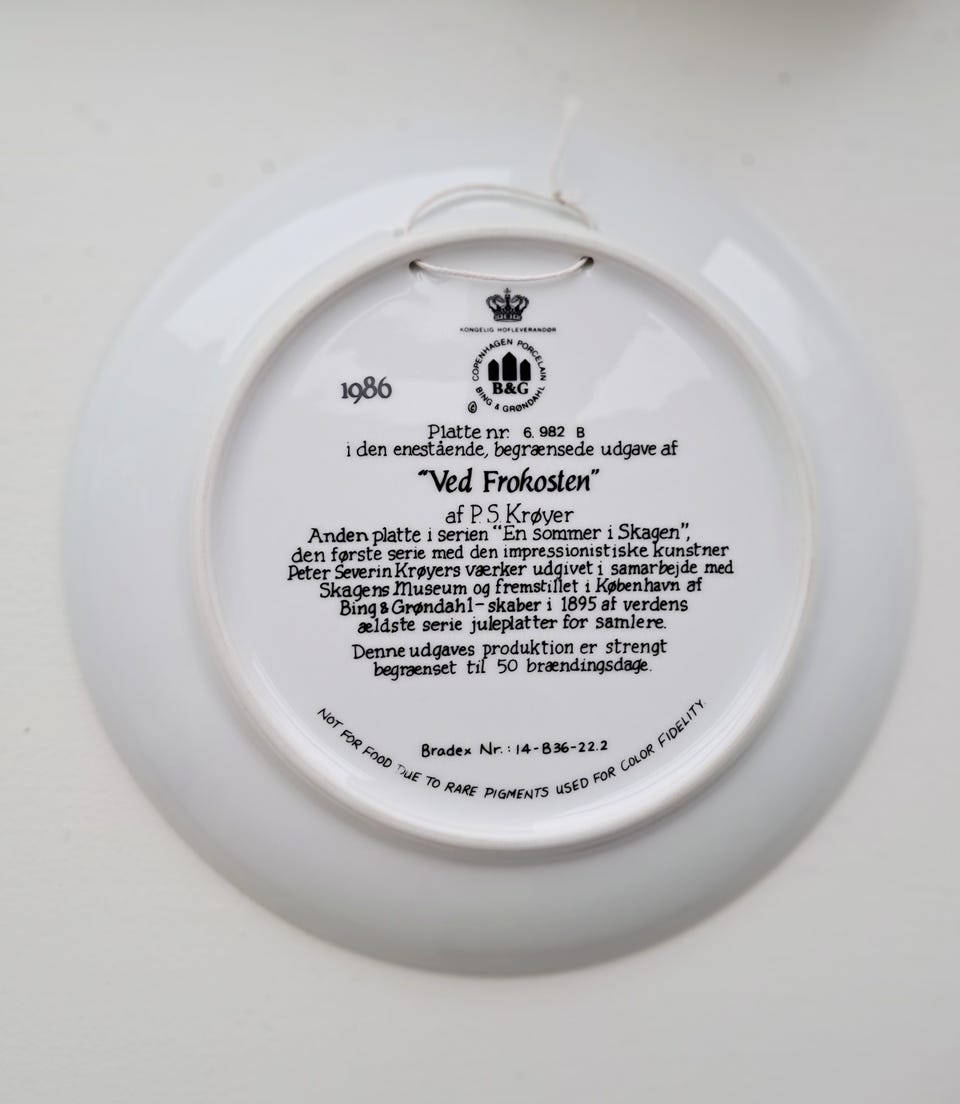 KONGELIG HOFLEVERANDØR
COPENHAGEN PORCELAIN
B&G
BING & GRØNDAHL
©
1986
Platte nr. 6.982 B
i den enestående, begrænsede udgave af
"Ved Frokosten"
af P.S. Krøyer
Anden platte i serien "En sommer i Skagen",
den første serie med den impressionistiske kunstner
Peter Severin Krøyers værker udgivet i samarbejde med
Skagens Museum og fremstillet i København af
Bing & Grøndahl - skaber i 1895 af verdens
ældste serie juleplatter for samlere.
Denne udgaves produktion er strengt
begrænset til 50 brændingsdage.
Bradex Nr.: 14-B36-22.2
NOT FOR FOOD DUE TO RARE PIGMENTS USED FOR COLOR FIDELITY.